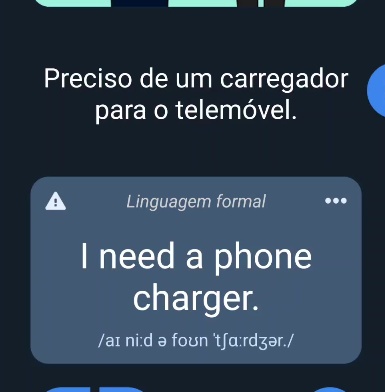 Preciso de um carregador
para o telemóvel.
Linguagem formal
I need a phone
charger.
/aɪ niːd ə foʊn ˈtʃɑːrdʒər./